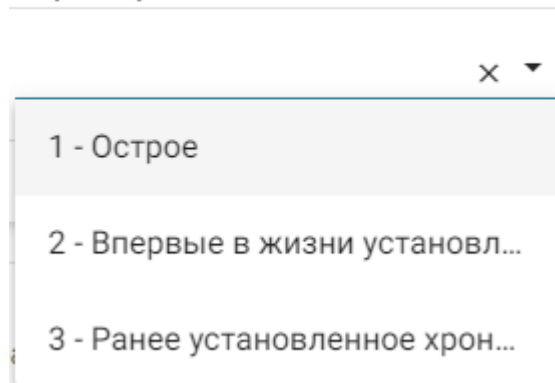 1 - Острое
2 - Впервые в жизни установл...
3 - Ранее установленное хрон...